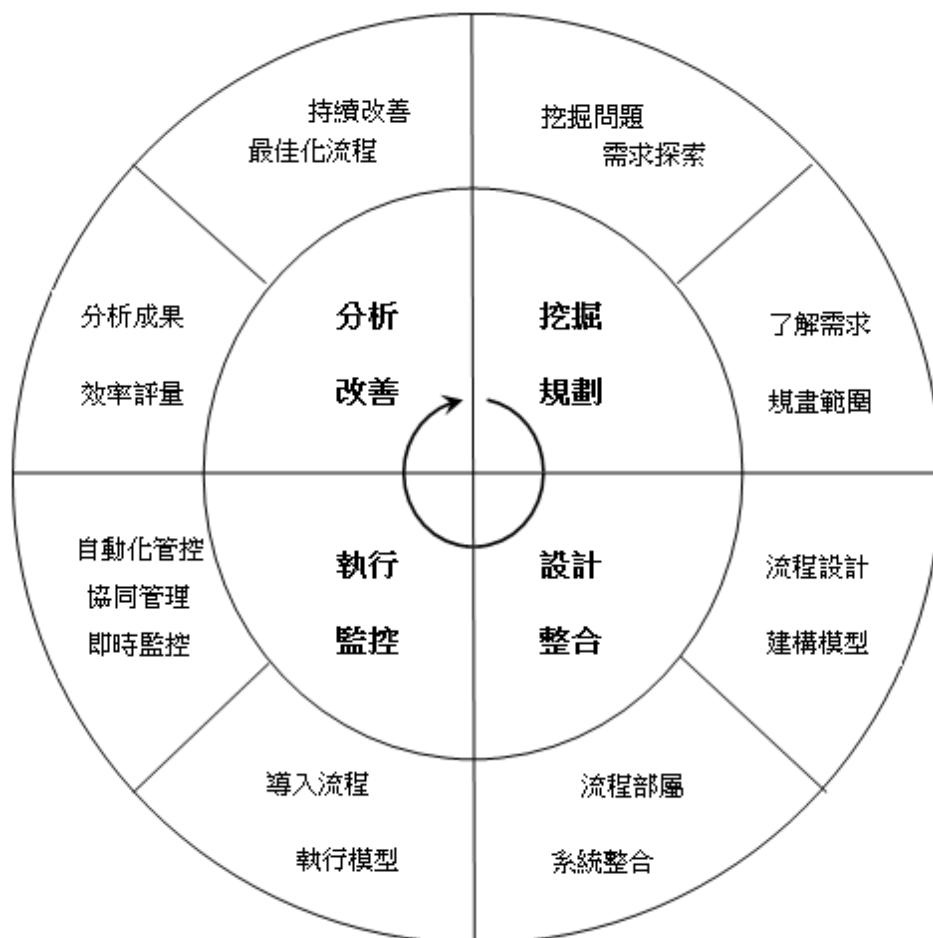 持續改善
最佳化流程
挖掘問題
需求探索
分析成果
效率評量
分析
改善
挖掘
規劃
了解需求
規畫範圍
自動化管控
協同管理
即時監控
執行
監控
設計
整合
流程設計
建構模型
導入流程
執行模型
流程部屬
系統整合